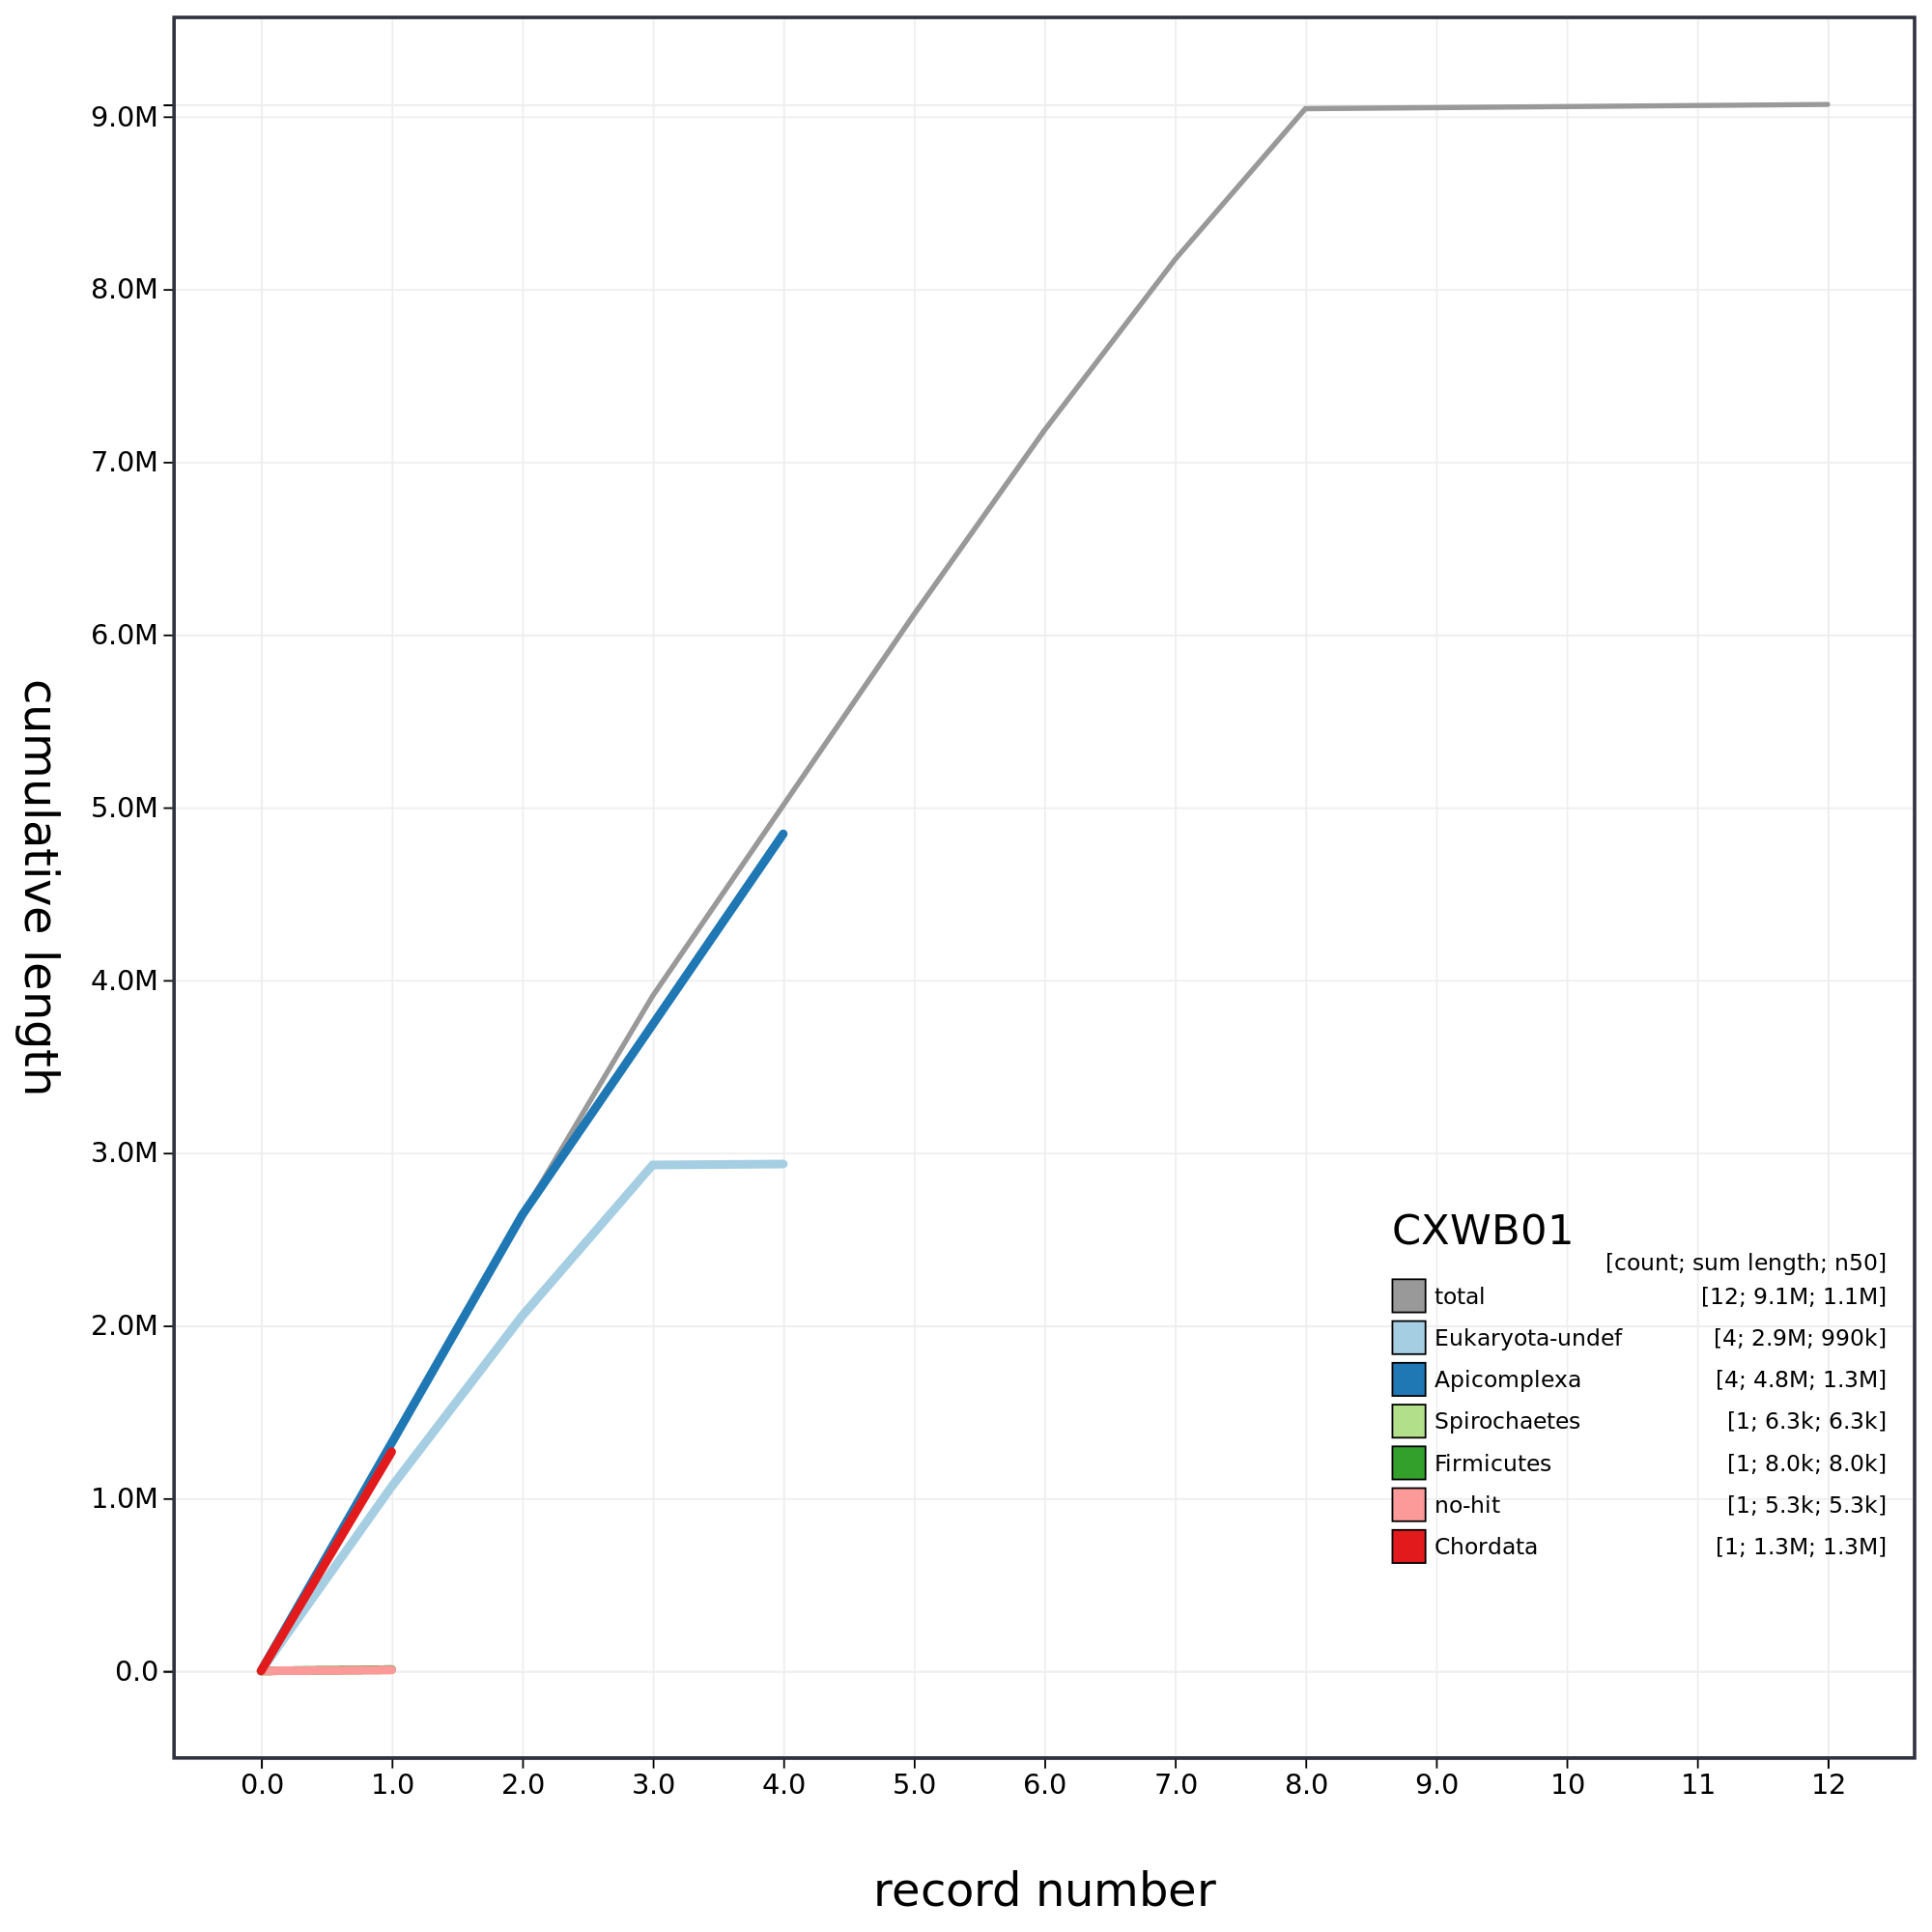 9.0M
8.0M
7.0M
6.0M
5.0M
4.0M
3.0M
2.0M
1.0M
0.0
cumulative length
CXWB01
[count; sum length; n50]
total [12; 9.1M; 1.1M]
Eukaryota-undef [4; 2.9M; 990k]
Apicomplexa [4; 4.8M; 1.3M]
Spirochaetes [1; 6.3k; 6.3k]
Firmicutes [1; 8.0k; 8.0k]
no-hit [1; 5.3k; 5.3k]
Chordata [1; 1.3M; 1.3M]
0.0 1.0 2.0 3.0 4.0 5.0 6.0 7.0 8.0 9.0 10 11 12
record number